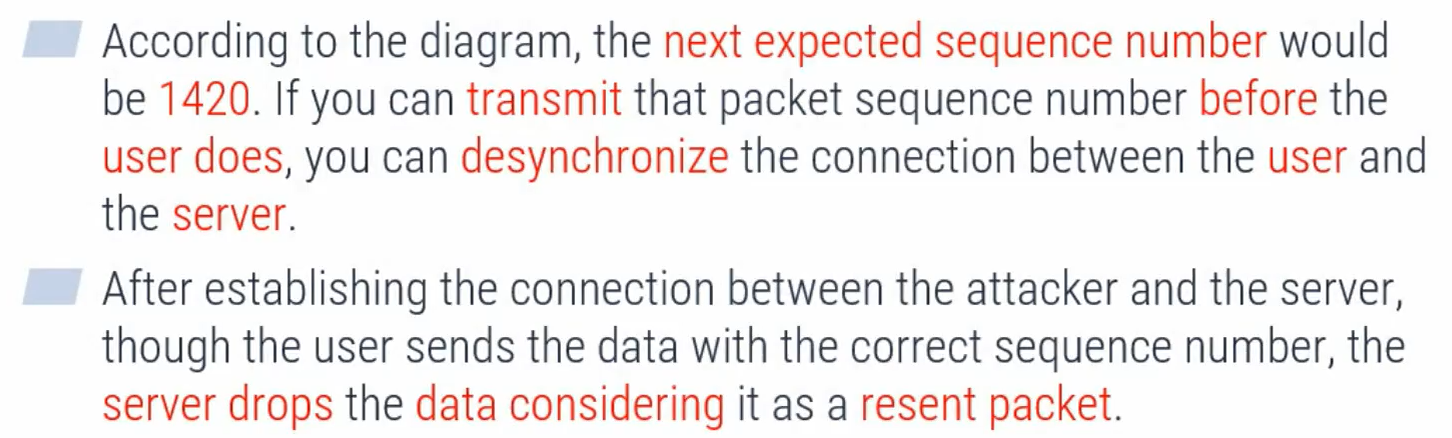 According to the diagram, the next expected sequence number would
be 1420. If you can transmit that packet sequence number before the
user does, you can desynchronize the connection between the user and
the server.
After establishing the connection between the attacker and the server,
though the user sends the data with the correct sequence number, the
server drops the data considering it as a resent packet.